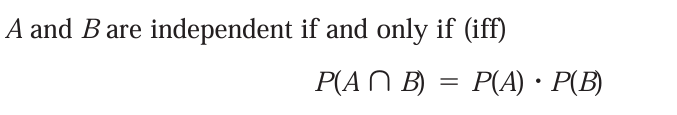 A and B are independent if and only if (iff)
P(A ∩ B) = P(A) · P(B)